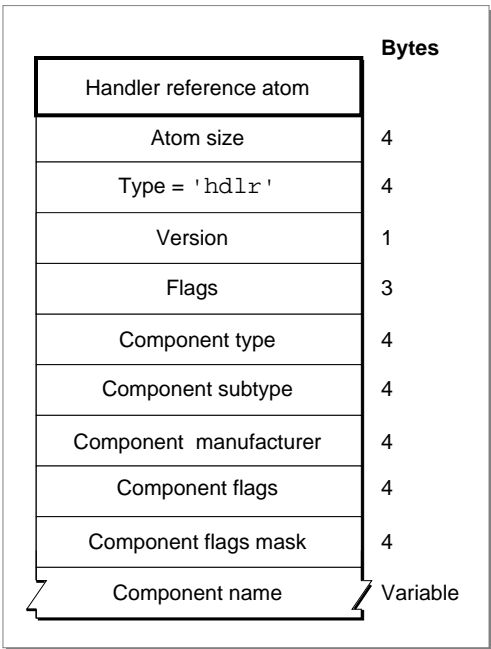 Bytes
Handler reference atom
Atom size 4
Type = 'hdlr' 4
Version 1
Flags 3
Component type 4
Component subtype 4
Component manufacturer 4
Component flags 4
Component flags mask 4
Component name Variable